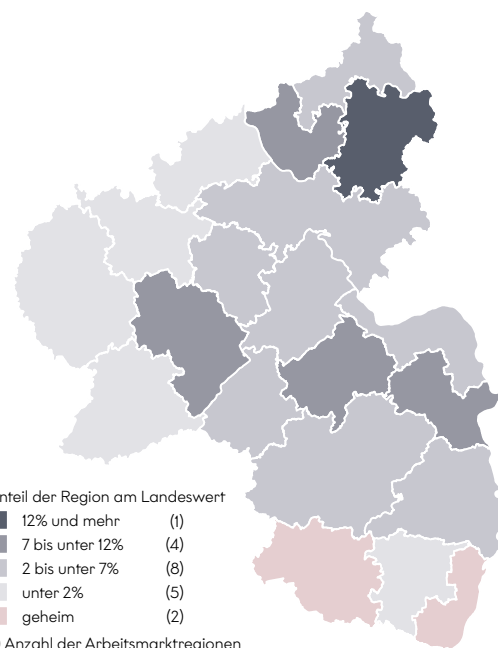 nteil der Region am Landeswert
12% und mehr (1)
7 bis unter 12% (4)
2 bis unter 7% (8)
unter 2% (5)
geheim (2)
Anzahl der Arbeitsmarktregionen